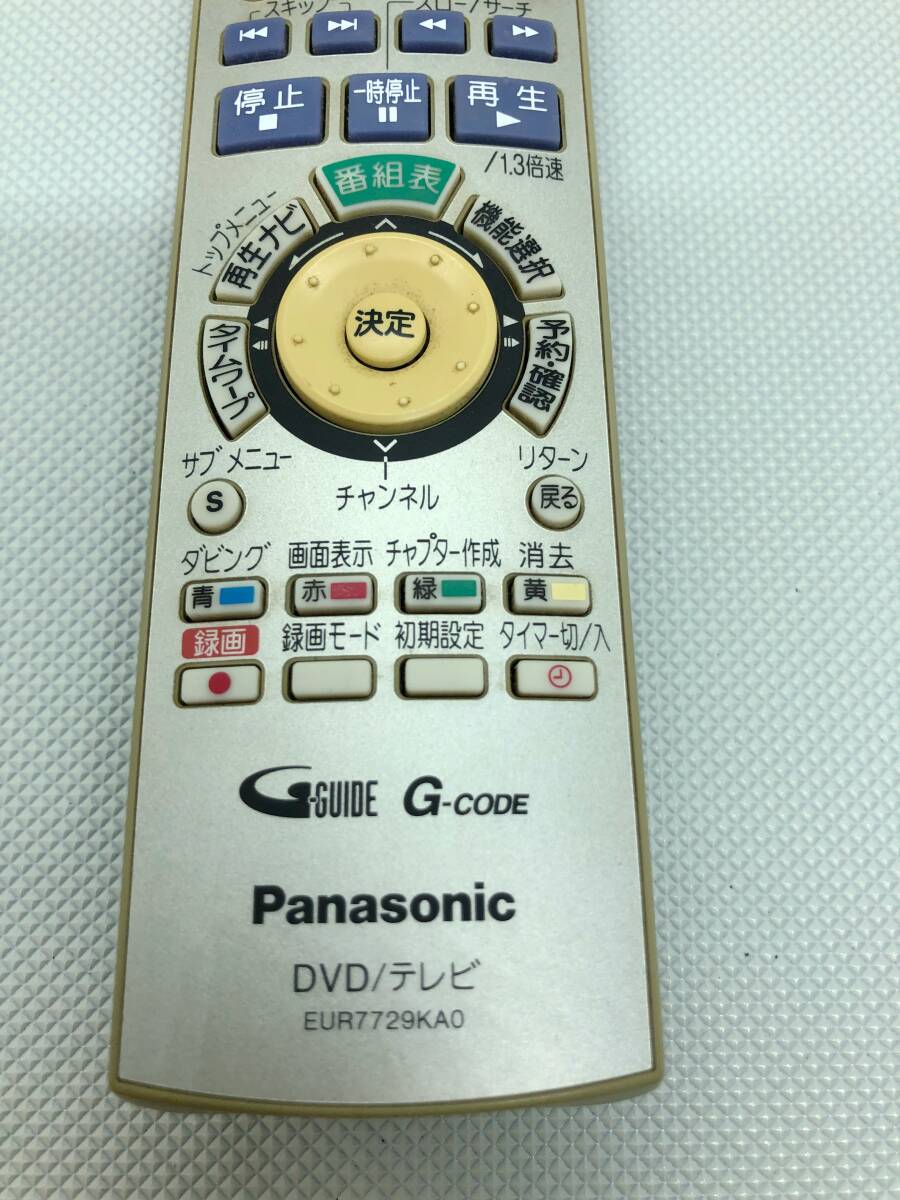 スキップ スロー/サーチ
停止 一時停止 再生
/1.3倍速
番組表
トップメニュー
再生ナビ
機能選択
決定
タイムワープ
予約・確認
サブメニュー リターン
S 戻る
チャンネル
ダビング 画面表示 チャプター作成 消去
青 赤 緑 黄
録画 録画モード 初期設定 タイマー切/入
G-GUIDE G-CODE
Panasonic
DVD/テレビ
EUR7729KA0